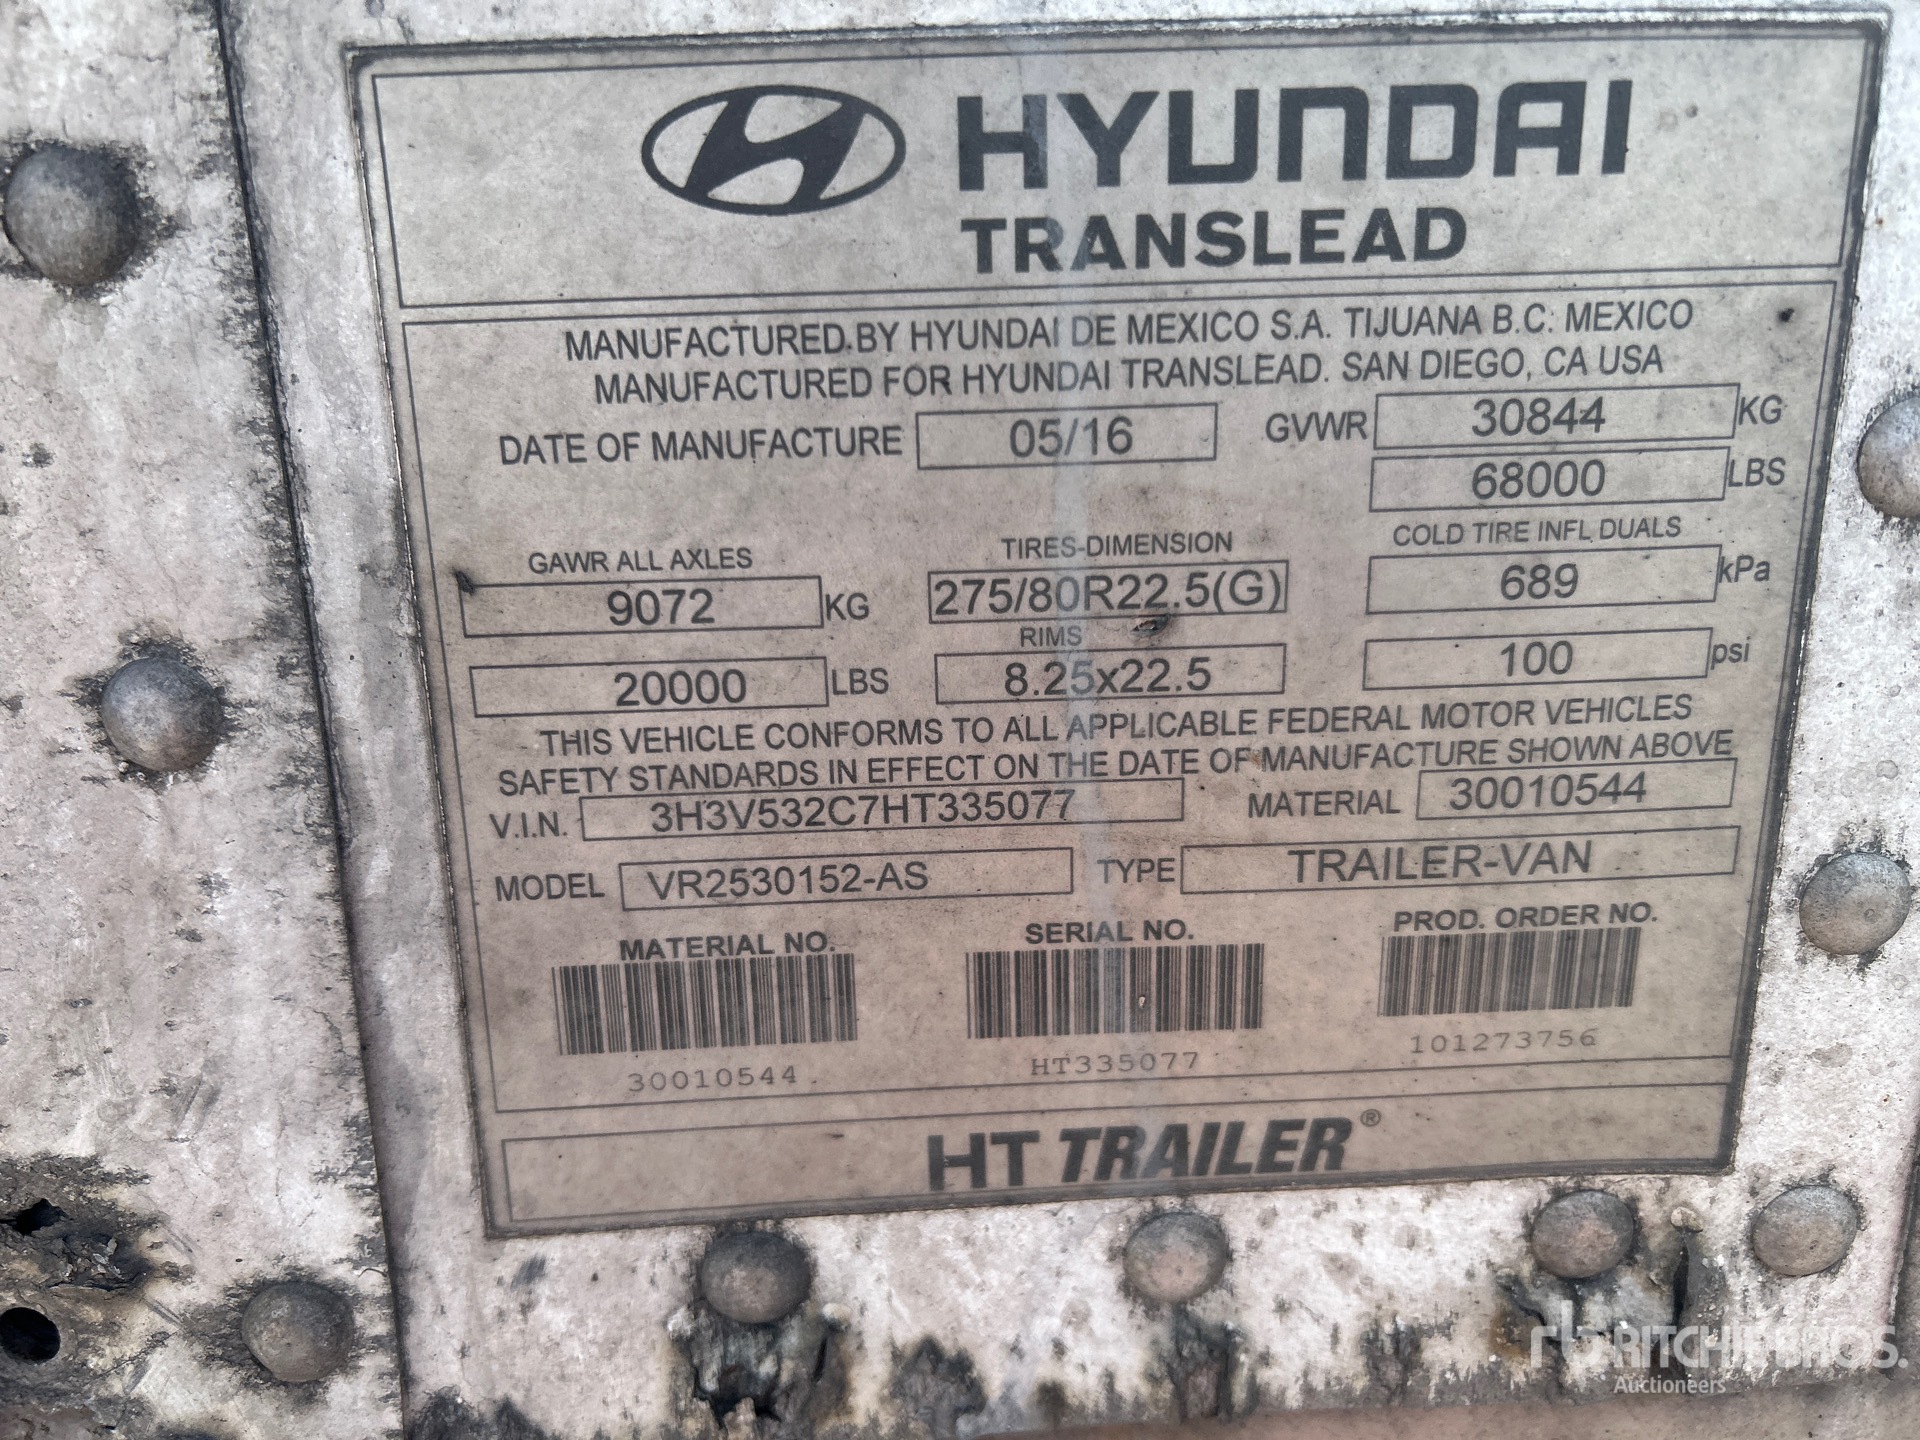 HYUNDAI
TRANSLEAD
MANUFACTURED BY HYUNDAI DE MEXICO S.A. TIJUANA B.C. MEXICO
MANUFACTURED FOR HYUNDAI TRANSLEAD. SAN DIEGO, CA USA
DATE OF MANUFACTURE 05/16 GVWR 30844 KG
68000 LBS
GAWR ALL AXLES TIRES-DIMENSION COLD TIRE INFL DUALS
9072 KG 275/80R22.5(G) 689 kPa
RIMS
20000 LBS 8.25x22.5 100 psi
THIS VEHICLE CONFORMS TO ALL APPLICABLE FEDERAL MOTOR VEHICLES
SAFETY STANDARDS IN EFFECT ON THE DATE OF MANUFACTURE SHOWN ABOVE
V.I.N. 3H3V532C7HT335077 MATERIAL 30010544
MODEL VR2530152-AS TYPE TRAILER-VAN
MATERIAL NO. SERIAL NO. PROD. ORDER NO.
30010544 HT335077 101273756
HT TRAILER®
rb RITCHIE BROS.
Auctioneers